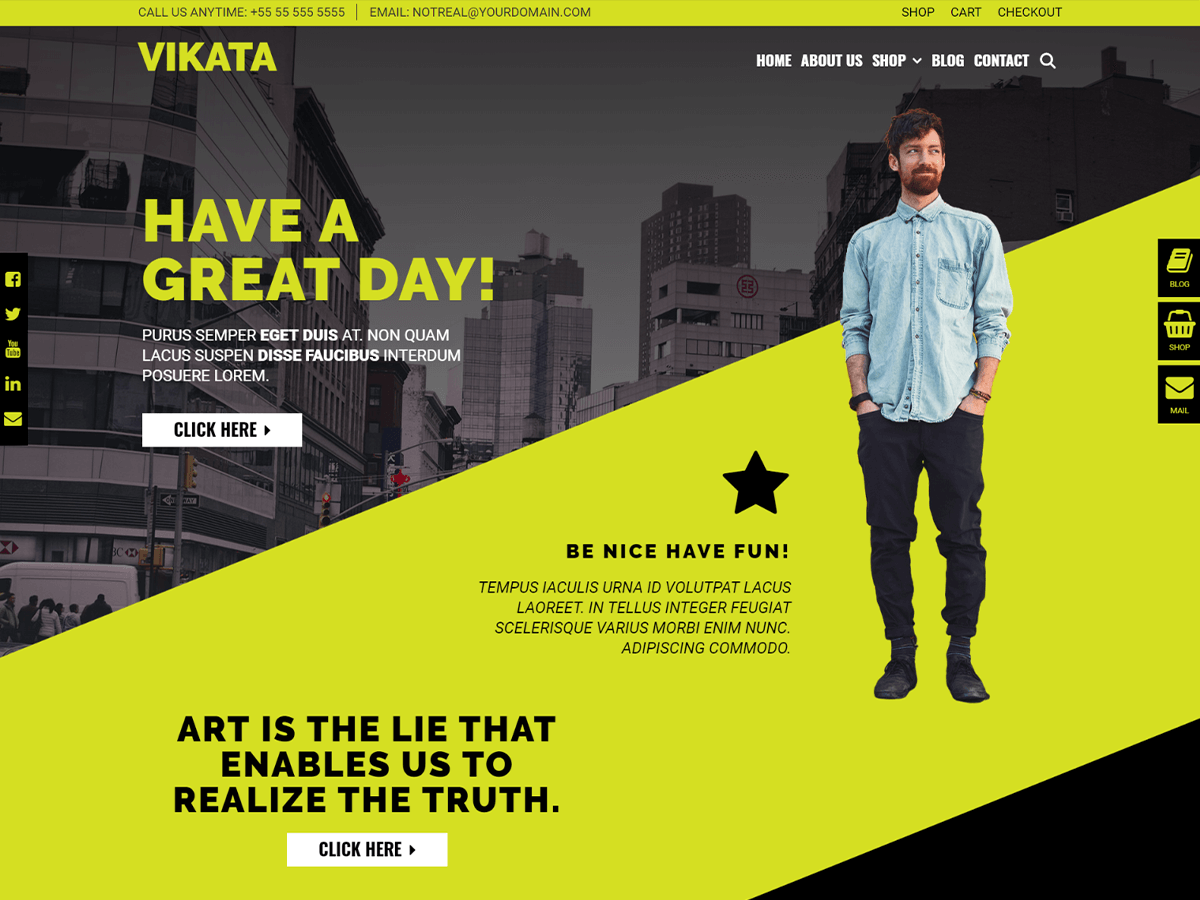 CALL US ANYTIME: +55 55 555 5555 | EMAIL: NOTREAL@YOURDOMAIN.COM
SHOP CART CHECKOUT
VIKATA
HOME ABOUT US SHOP BLOG CONTACT
HAVE A
GREAT DAY!
PURUS SEMPER EGET DUIS AT. NON QUAM
LACUS SUSPEN DISSE FAUCIBUS INTERDUM
POSUERE LOREM.
CLICK HERE
BLOG
SHOP
MAIL
You
Tube
in
BE NICE HAVE FUN!
TEMPUS IACULIS URNA ID VOLUTPAT LACUS
LAOREET. IN TELLUS INTEGER FEUGIAT
SCELERISQUE VARIUS MORBI ENIM NUNC.
ADIPISCING COMMODO.
ART IS THE LIE THAT
ENABLES US TO
REALIZE THE TRUTH.
CLICK HERE